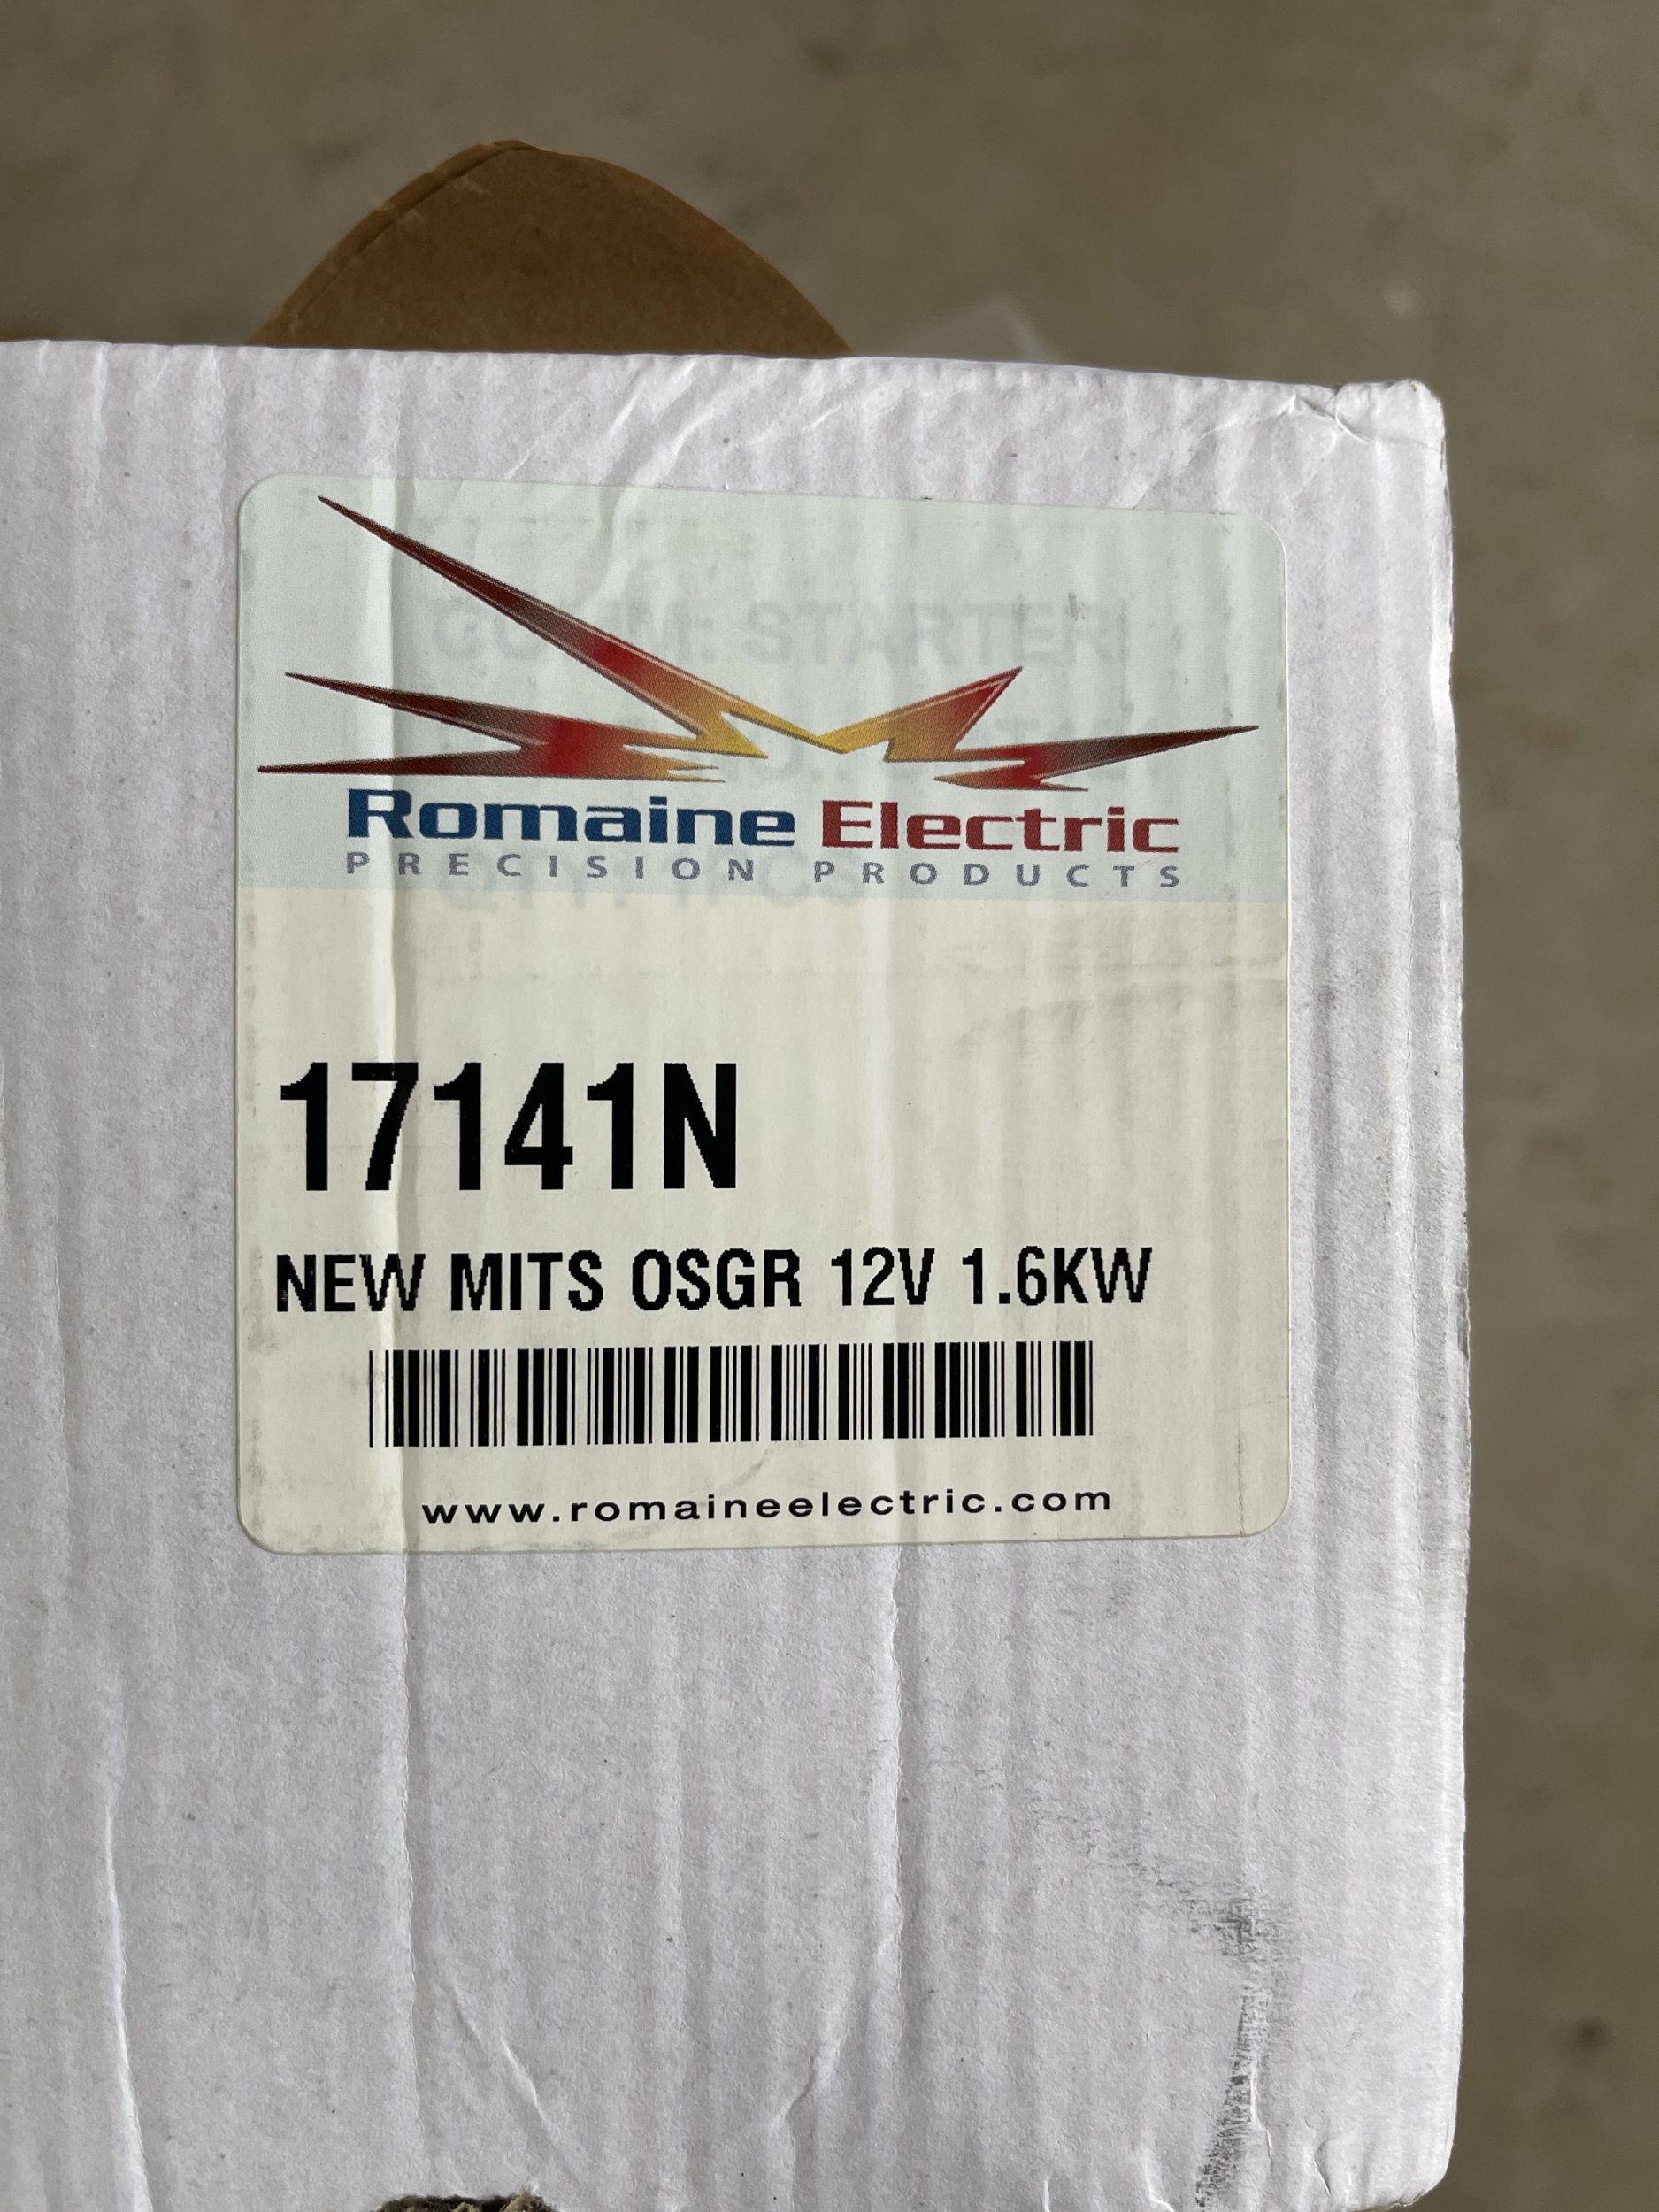 Romaine Electric
PRECISION PRODUCTS
17141N
NEW MITS OSGR 12V 1.6KW
www.romaineelectric.com